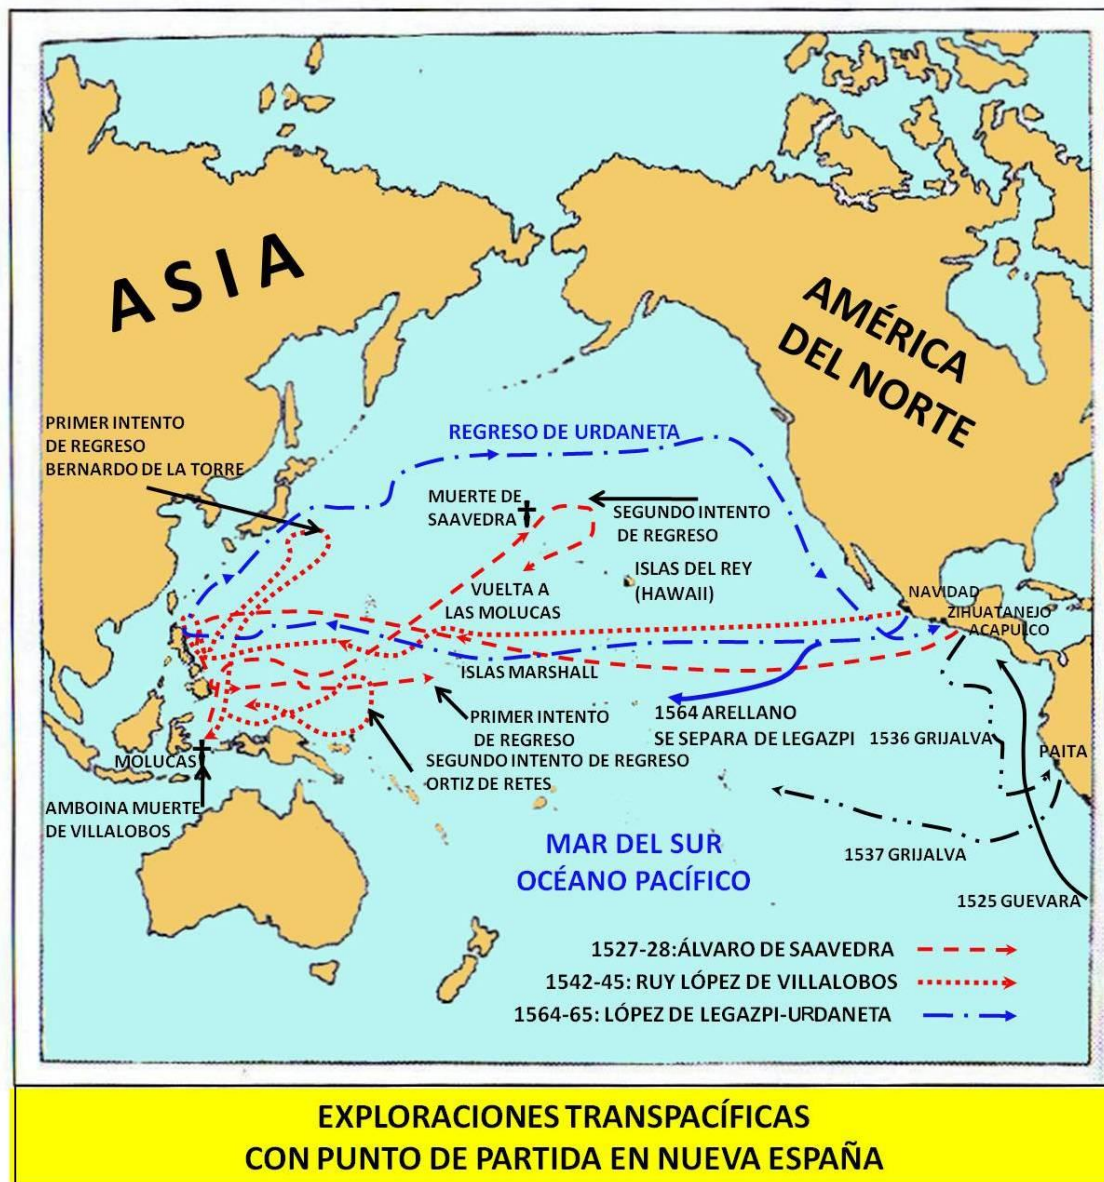 ASIA
AMÉRICA
DEL NORTE
PRIMER INTENTO
DE REGRESO
BERNARDO DE LA TORRE
REGRESO DE URDANETA
MUERTE DE
SAAVEDRA
SEGUNDO INTENTO
DE REGRESO
VUELTA A
LAS MOLUCAS
ISLAS DEL REY
(HAWAII)
NAVIDAD
ZIHUATANEJO
ACAPULCO
ISLAS MARSHALL
PRIMER INTENTO
DE REGRESO
1564 ARELLANO
SE SEPARA DE LEGAZPI
1536 GRIJALVA
PAITA
MOLUCAS
SEGUNDO INTENTO DE REGRESO
ORTIZ DE RETES
AMBOINA MUERTE
DE VILLALOBOS
MAR DEL SUR
OCÉANO PACÍFICO
1537 GRIJALVA
1525 GUEVARA
1527-28:ÁLVARO DE SAAVEDRA
1542-45: RUY LÓPEZ DE VILLALOBOS
1564-65: LÓPEZ DE LEGAZPI-URDANETA
EXPLORACIONES TRANSPACÍFICAS
CON PUNTO DE PARTIDA EN NUEVA ESPAÑA